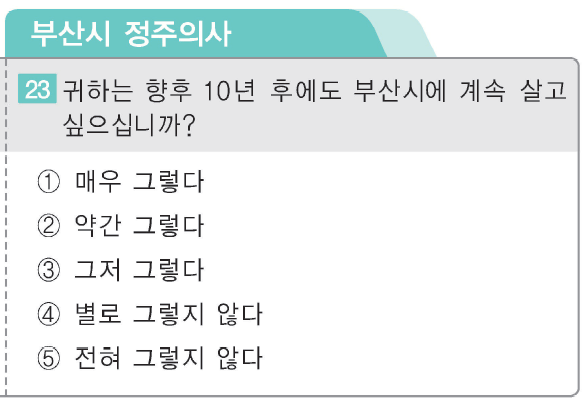 부산시 정주의사
23 귀하는 향후 10년 후에도 부산시에 계속 살고
싶으십니까?
① 매우 그렇다
② 약간 그렇다
③ 그저 그렇다
④ 별로 그렇지 않다
⑤ 전혀 그렇지 않다